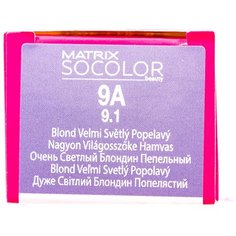 MATRIX
SOCOLOR
beauty
9A
9.1
Blond Velmi Světlý Popelavý
Nagyon Világosszőke Hamvas
Очень Светлый Блондин Пепельный
Blond Veľmi Svetlý Popolavý
Дуже Світлий Блондин Попелястий